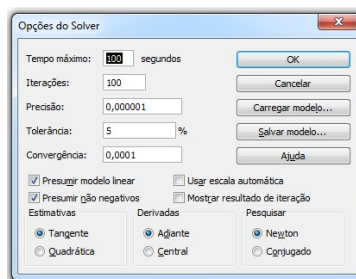 Opções do Solver
Tempo máximo: 100 segundos OK
Iterações: 100 Cancelar
Precisão: 0,000001 Carregar modelo...
Tolerância: 5 % Salvar modelo...
Convergência: 0,0001 Ajuda
Presumir modelo linear Usar escala automática
Presumir não negativos Mostrar resultado de iteração
Estimativas Derivadas Pesquisar
Tangente Adiante Newton
Quadrática Central Conjugado